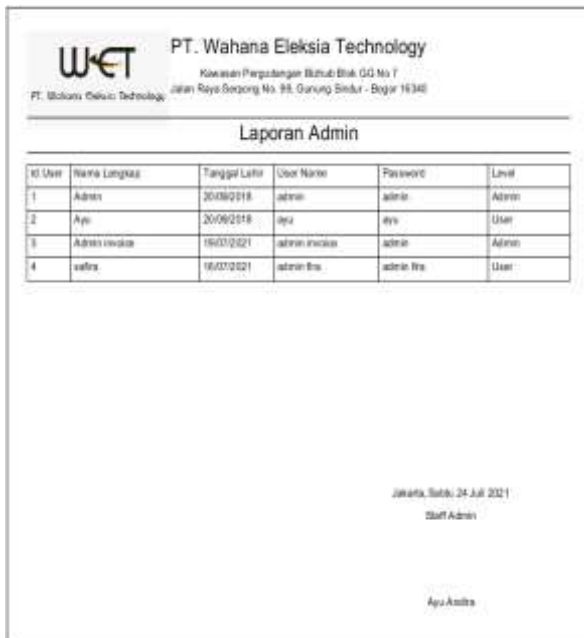 WET
PT. Wahana Eleksia Technology
PT. Wahana Eleksia Technology
Kawasan Pergudangan Bizhub Blok GG No 7
Jalan Raya Serpong No. 99, Gunung Sindur - Bogor 16340
Laporan Admin
Id User Nama Lengkap Tanggal Lahir User Name Password Level
1 Admin 20/09/2018 admin admin Admin
2 Ayu 20/09/2018 ayu ayu User
3 Admin invoice 19/07/2021 admin invoice admin Admin
4 safira 16/07/2021 admin fira admin fira User
Jakarta, Sabtu 24 Juli 2021
Staff Admin
Ayu Andira